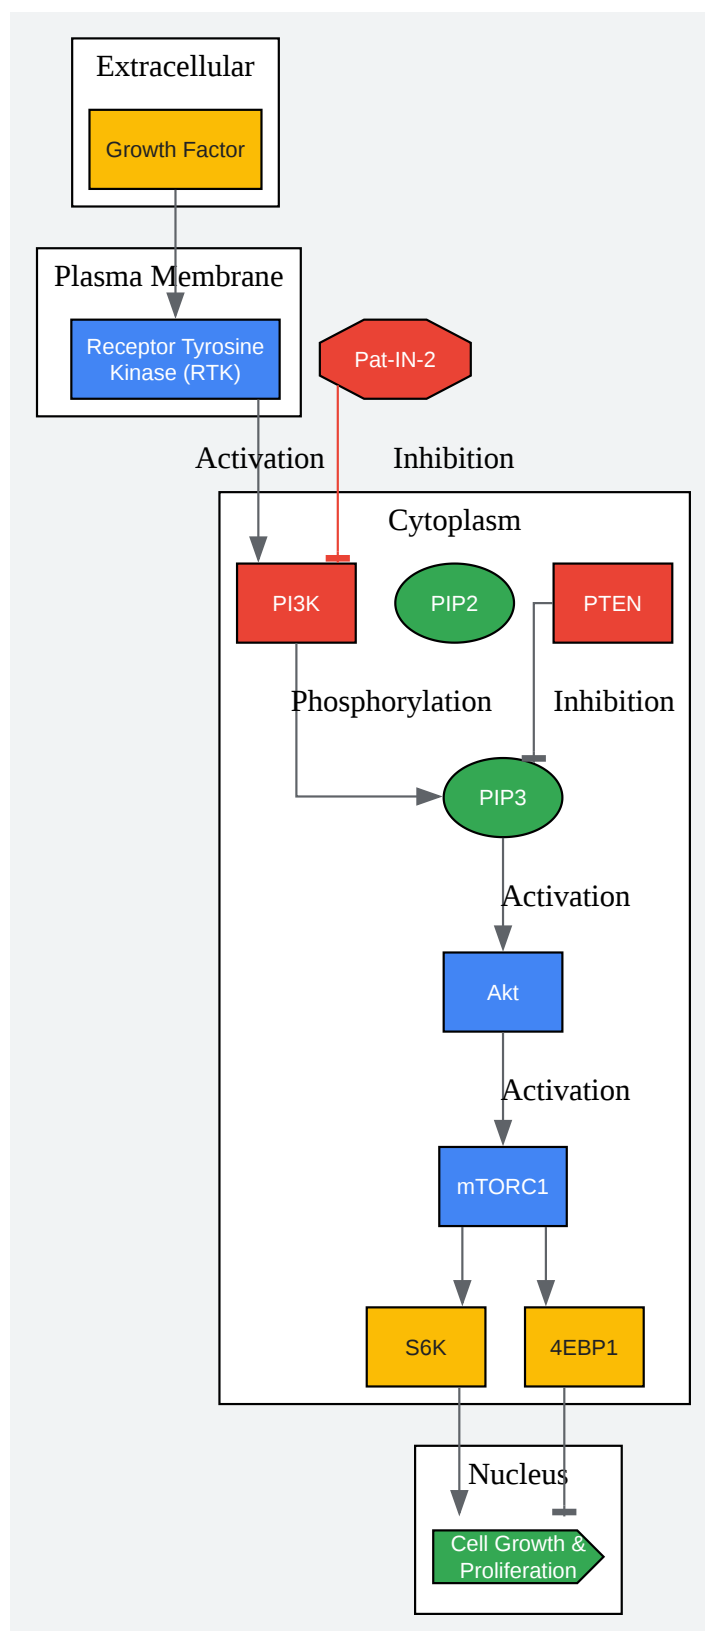 Extracellular
Growth Factor
Plasma Membrane
Receptor Tyrosine
Kinase (RTK)
Pat-IN-2
Activation
Inhibition
Cytoplasm
PI3K
PIP2
PTEN
Phosphorylation
Inhibition
PIP3
Activation
Akt
Activation
mTORC1
S6K
4EBP1
Nucleus
Cell Growth &
Proliferation